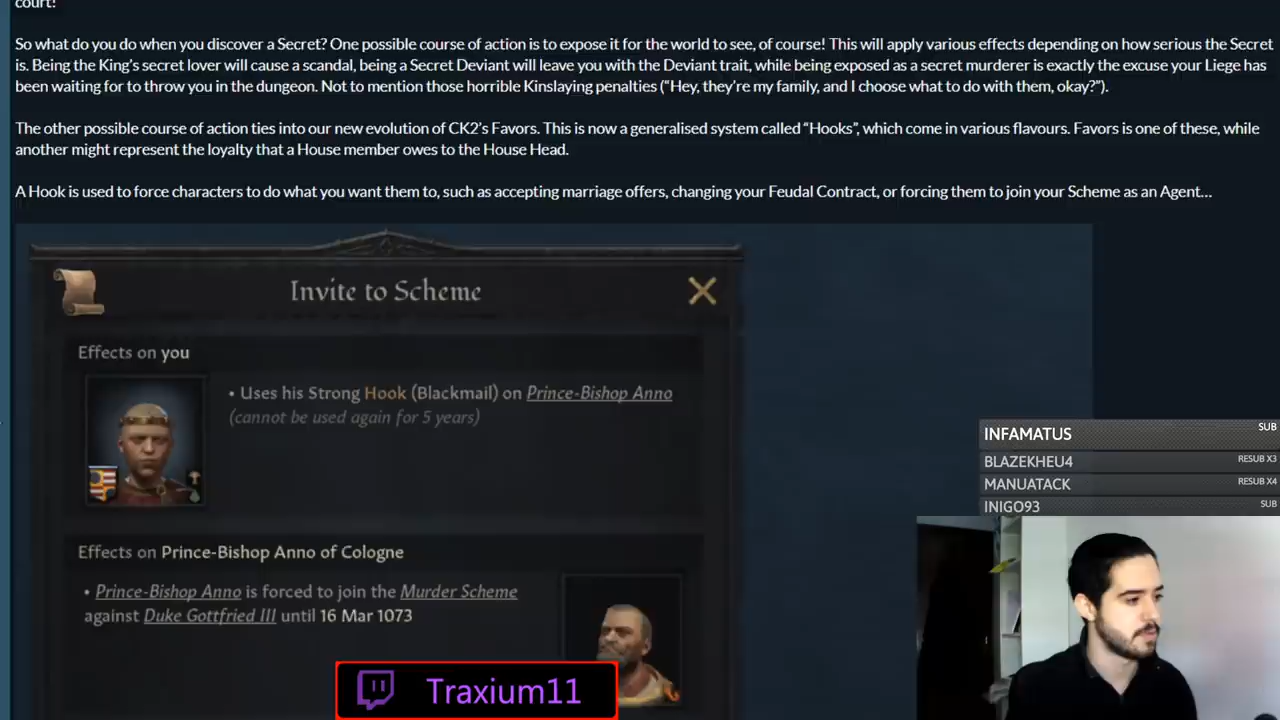 court!
So what do you do when you discover a Secret? One possible course of action is to expose it for the world to see, of course! This will apply various effects depending on how serious the Secret
is. Being the King's secret lover will cause a scandal, being a Secret Deviant will leave you with the Deviant trait, while being exposed as a secret murderer is exactly the excuse your Liege has
been waiting for to throw you in the dungeon. Not to mention those horrible Kinslaying penalties ("Hey, they're my family, and I choose what to do with them, okay?").
The other possible course of action ties into our new evolution of CK2's Favors. This is now a generalised system called "Hooks", which come in various flavours. Favors is one of these, while
another might represent the loyalty that a House member owes to the House Head.
A Hook is used to force characters to do what you want them to, such as accepting marriage offers, changing your Feudal Contract, or forcing them to join your Scheme as an Agent...
Invite to Scheme
Effects on you
• Uses his Strong Hook (Blackmail) on Prince-Bishop Anno
(cannot be used again for 5 years)
Effects on Prince-Bishop Anno of Cologne
• Prince-Bishop Anno is forced to join the Murder Scheme
against Duke Gottfried III until 16 Mar 1073
INFAMATUS SUB
BLAZEKHEU4 RESUB X3
MANUATACK RESUB X4
INIGO93 SUB
Traxium11